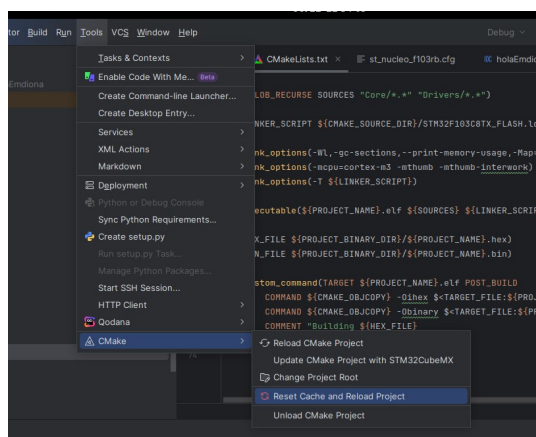 tor Build Run Tools VCS Window Help Debug
Tasks & Contexts
CMakeLists.txt × st_nucleo_f103rb.cfg holaEmdio
Emdiona
Enable Code With Me... Beta
Create Command-line Launcher...
LOB_RECURSE SOURCES "Core/*.*" "Drivers/*.*")
Create Desktop Entry...
Services
NKER_SCRIPT ${CMAKE_SOURCE_DIR}/STM32F103C8TX_FLASH.l
XML Actions
Markdown
nk_options(-Wl,-gc-sections,--print-memory-usage,-Map=
nk_options(-mcpu=cortex-m3 -mthumb -mthumb-interwork)
Deployment
nk_options(-T ${LINKER_SCRIPT})
Python or Debug Console
Sync Python Requirements...
ecutable(${PROJECT_NAME}.elf ${SOURCES} ${LINKER_SCRI
Create setup.py
X_FILE ${PROJECT_BINARY_DIR}/${PROJECT_NAME}.hex)
Run setup.py Task...
N_FILE ${PROJECT_BINARY_DIR}/${PROJECT_NAME}.bin)
Manage Python Packages...
Start SSH Session...
stom_command(TARGET ${PROJECT_NAME}.elf POST_BUILD
HTTP Client
COMMAND ${CMAKE_OBJCOPY} -Oihex $<TARGET_FILE:${PROJ
Qodana
COMMAND ${CMAKE_OBJCOPY} -Obinary $<TARGET_FILE:${P
COMMENT "Building ${HEX_FILE}
CMake
Reload CMake Project
Update CMake Project with STM32CubeMX
Change Project Root
Reset Cache and Reload Project
Unload CMake Project